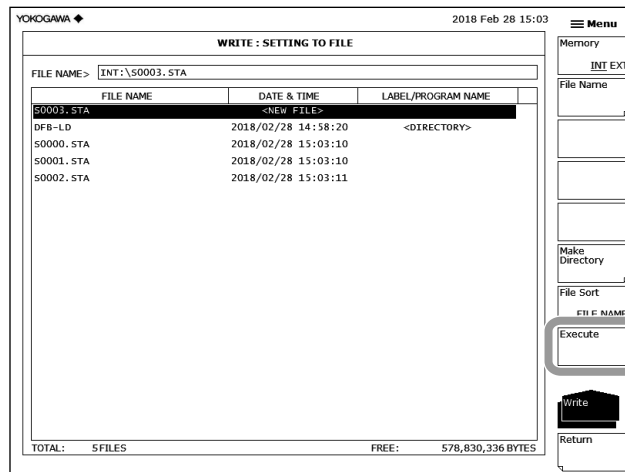 YOKOGAWA ◆ 2018 Feb 28 15:03
Menu
WRITE : SETTING TO FILE
FILE NAME> INT:\S0003.STA
FILE NAME DATE & TIME LABEL/PROGRAM NAME
S0003.STA <NEW FILE>
DFB-LD 2018/02/28 14:58:20 <DIRECTORY>
S0000.STA 2018/02/28 15:03:10
S0001.STA 2018/02/28 15:03:10
S0002.STA 2018/02/28 15:03:11
TOTAL: 5FILES FREE: 578,830,336 BYTES
Memory
INT EXT
File Name
Make
Directory
File Sort
FILE NAME
Execute
Write
Return